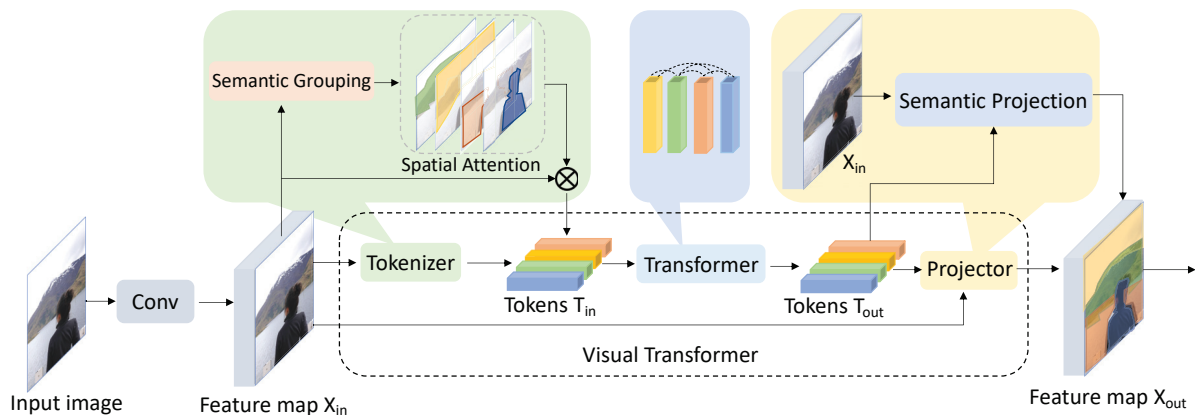 Semantic Grouping
Spatial Attention
X_in
Semantic Projection
Conv
Tokenizer
Tokens T_in
Transformer
Tokens T_out
Projector
Visual Transformer
Input image
Feature map X_in
Feature map X_out